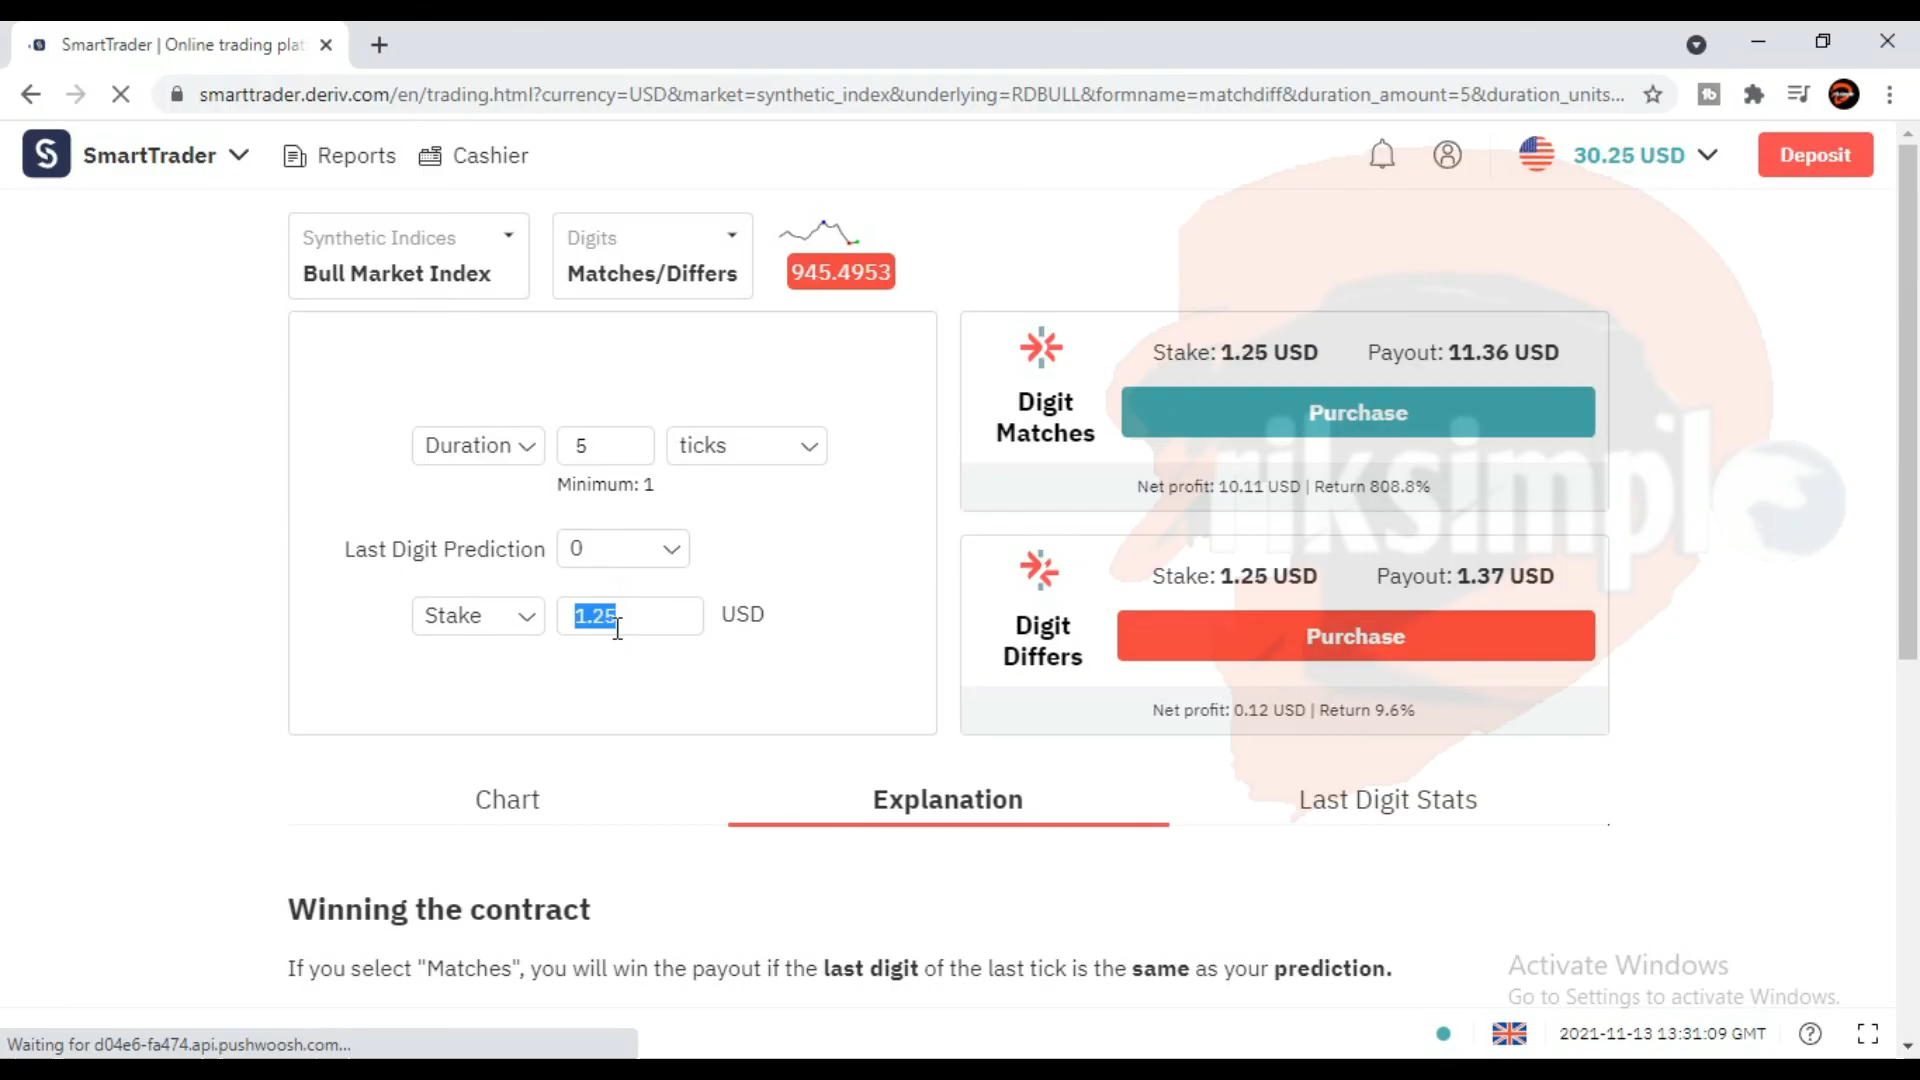 SmartTrader | Online trading plat
smarttrader.deriv.com/en/trading.html?currency=USD&market=synthetic_index&underlying=RDBULL&formname=matchdiff&duration_amount=5&duration_units...
S SmartTrader Reports Cashier 30.25 USD Deposit
Synthetic Indices
Bull Market Index
Digits
Matches/Differs
945.4953
Duration 5 ticks
Minimum: 1
Last Digit Prediction 0
Stake 1.25 USD
Digit
Matches
Stake: 1.25 USD Payout: 11.36 USD
Purchase
Net profit: 10.11 USD | Return 808.8%
Digit
Differs
Stake: 1.25 USD Payout: 1.37 USD
Purchase
Net profit: 0.12 USD | Return 9.6%
riksimpl
Chart Explanation Last Digit Stats
Winning the contract
If you select "Matches", you will win the payout if the last digit of the last tick is the same as your prediction.
Activate Windows
Go to Settings to activate Windows.
Waiting for d04e6-fa474.api.pushwoosh.com...
2021-11-13 13:31:09 GMT